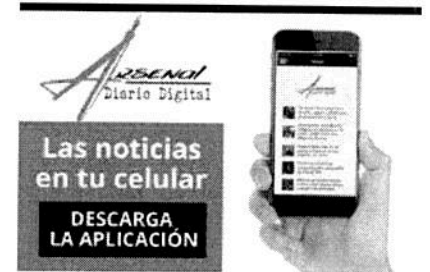 ARSENAL
Diario Digital
Las noticias
en tu celular
DESCARGA
LA APLICACIÓN